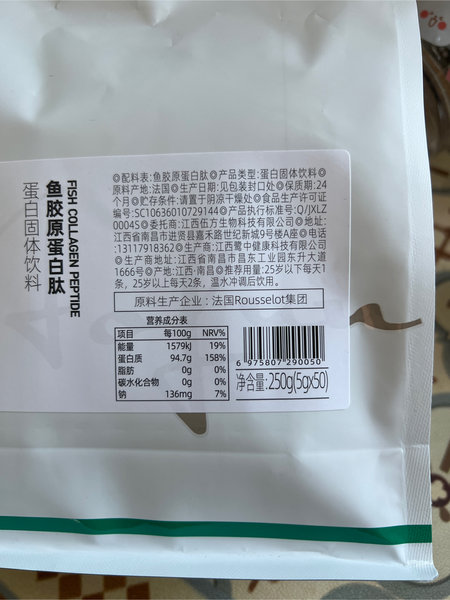 FISH COLLAGEN PEPTIDE
鱼胶原蛋白肽
蛋白固体饮料
◎配料表:鱼胶原蛋白肽◎产品类型:蛋白固体饮料◎
原料产地:法国◎生产日期:见包装封口处◎保质期:24
个月◎贮存条件:请置于阴凉干燥处◎食品生产许可证
编号:SC10636010729144◎产品执行标准号:Q/JXLZ
0004S◎委托商:江西伍方生物科技有限公司◎地址:
江西省南昌市进贤县嘉禾路世纪新城9号楼A座◎电话
:13117918362◎生产商:江西鹭中健康科技有限公司
◎生产商地址:江西省南昌市昌东工业园区东升大道
1666号◎产地:江西·南昌◎推荐用量:25岁以下每天1
条,25岁以上每天2条,温水冲调后饮用。
原料生产企业:法国Rousselot集团
营养成分表
项目 每100g NRV%
能量 1579kJ 19%
蛋白质 94.7g 158%
脂肪 0g 0%
碳水化合物 0g 0%
钠 136mg 7%
6 975807 290050
净含量:250g(5g×50)